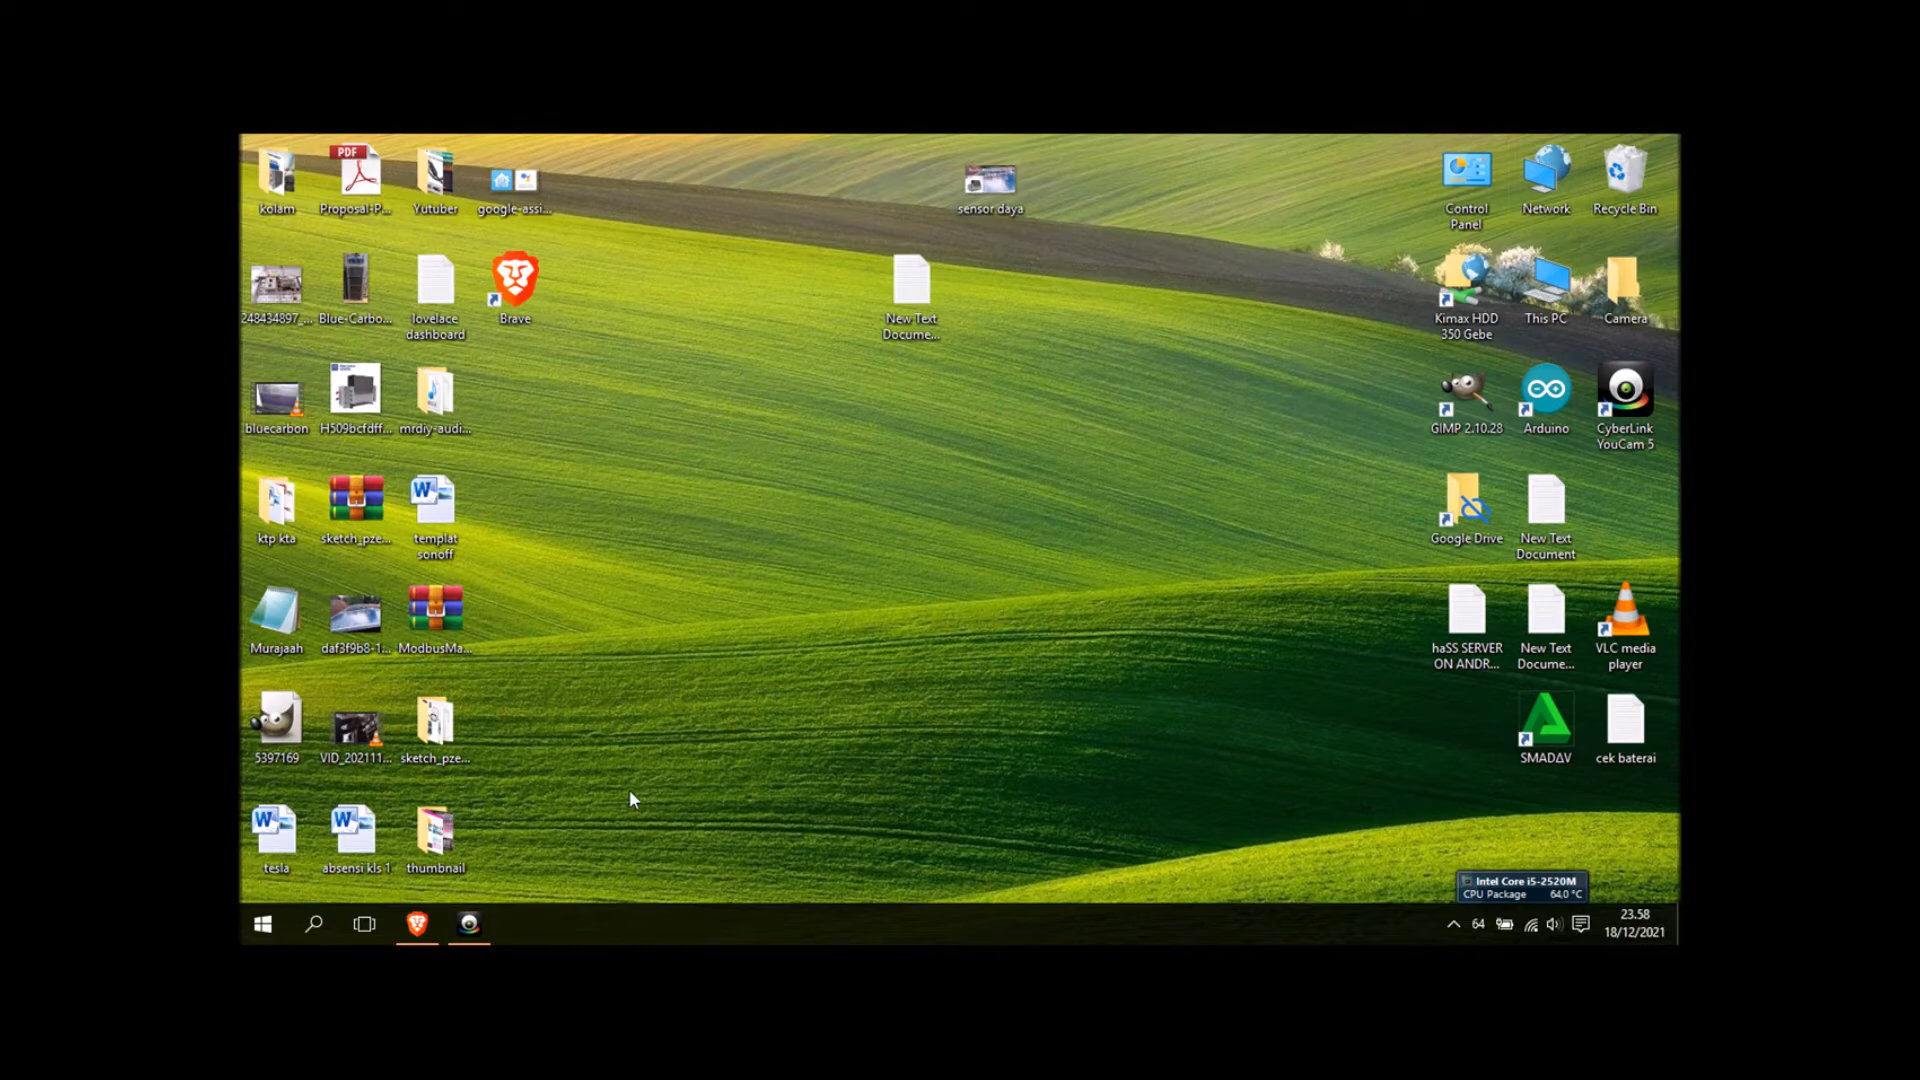 kolam
Proposal-P...
Yutuber
google-assi...
sensor daya
Control
Panel
Network
Recycle Bin
248434897_...
Blue-Carbo...
lovelace
dashboard
Brave
New Text
Docume...
Kimax HDD
350 Gebe
This PC
Camera
bluecarbon
H509bcfdff...
mrdiy-audi...
GIMP 2.10.28
Arduino
CyberLink
YouCam 5
ktp kta
sketch_pze...
templat
sonoff
Google Drive
New Text
Document
Murajaah
daf3f9b8-1...
ModbusMa...
haSS SERVER
ON ANDR...
New Text
Docume...
VLC media
player
5397169
VID_202111...
sketch_pze...
SMADΔV
cek baterai
tesla
absensi kls 1
thumbnail
PDF
Intel Core i5-2520M
CPU Package 64,0 °C
64
23.58
18/12/2021